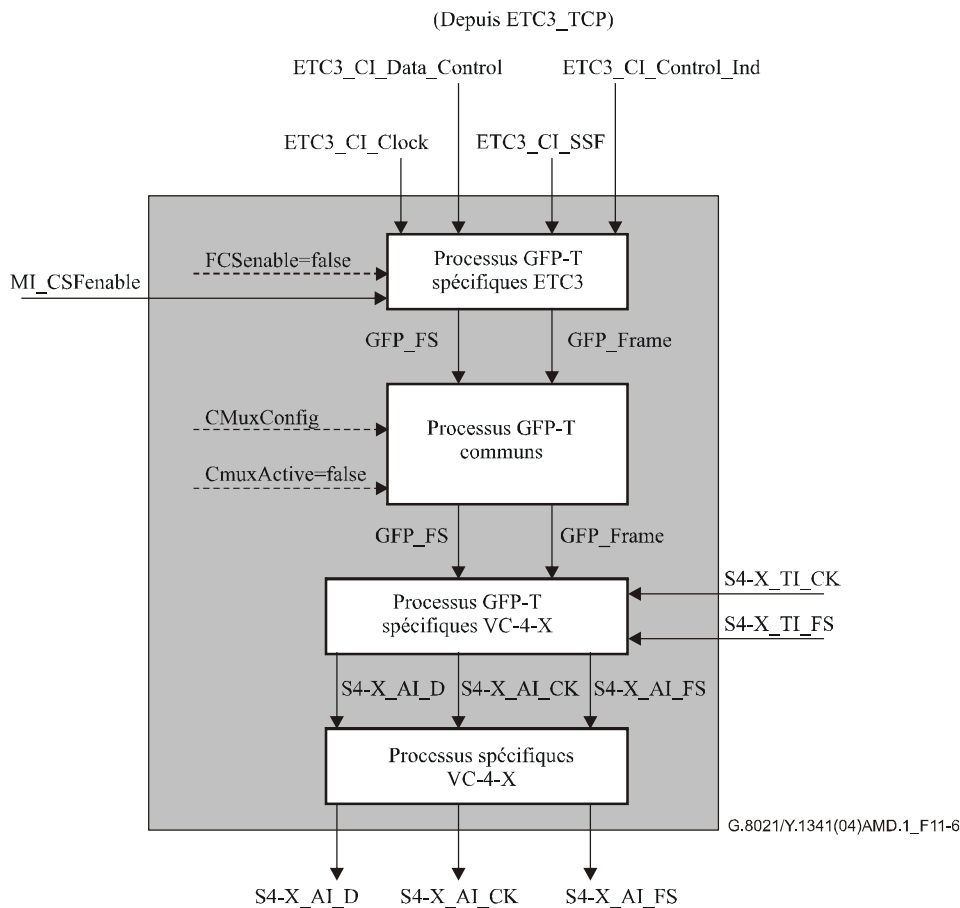 (Depuis ETC3_TCP)
ETC3_CI_Data_Control
ETC3_CI_Control_Ind
ETC3_CI_Clock
ETC3_CI_SSF
FCSenable=false
Processus GFP-T
spécifiques ETC3
MI_CSFenable
GFP_FS
GFP_Frame
CMuxConfig
Processus GFP-T
communs
CmuxActive=false
GFP_FS
GFP_Frame
S4-X_TI_CK
Processus GFP-T
spécifiques VC-4-X
S4-X_TI_FS
S4-X_AI_D
S4-X_AI_CK
S4-X_AI_FS
Processus spécifiques
VC-4-X
G.8021/Y.1341(04)AMD.1_F11-6
S4-X_AI_D
S4-X_AI_CK
S4-X_AI_FS